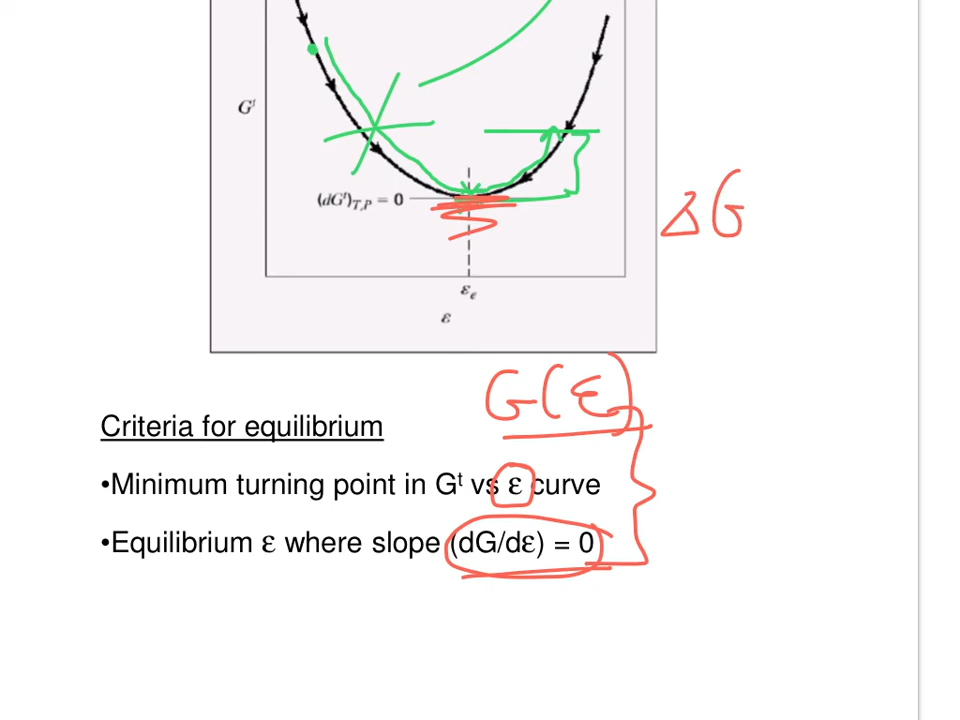 Gᵗ
(dGᵗ)T,P = 0
ΔG
εe
ε
G(ε)
Criteria for equilibrium
•Minimum turning point in Gᵗ vs ε curve
•Equilibrium ε where slope (dG/dε) = 0